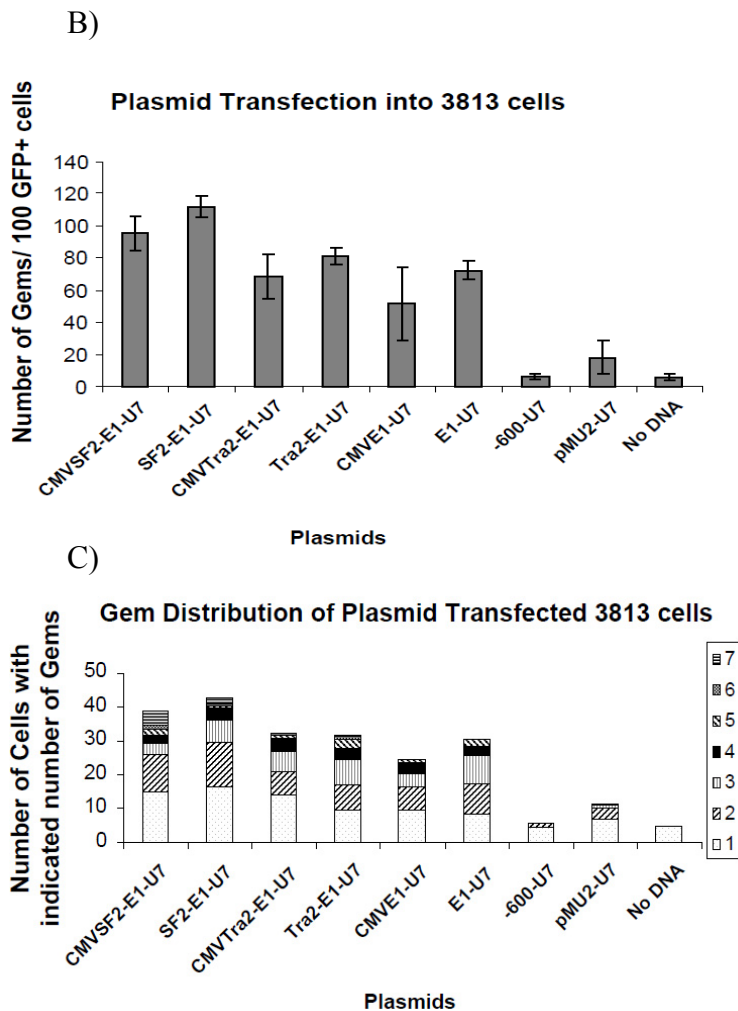 B)
Plasmid Transfection into 3813 cells
Number of Gems/ 100 GFP+ cells
140
120
100
80
60
40
20
0
CMVSF2-E1-U7
SF2-E1-U7
CMVTra2-E1-U7
Tra2-E1-U7
CMVE1-U7
E1-U7
-600-U7
pMU2-U7
No DNA
Plasmids
C)
Gem Distribution of Plasmid Transfected 3813 cells
Number of Cells with
indicated number of Gems
50
40
30
20
10
0
7
6
5
4
3
2
1
CMVSF2-E1-U7
SF2-E1-U7
CMVTra2-E1-U7
Tra2-E1-U7
CMVE1-U7
E1-U7
-600-U7
pMU2-U7
No DNA
Plasmids